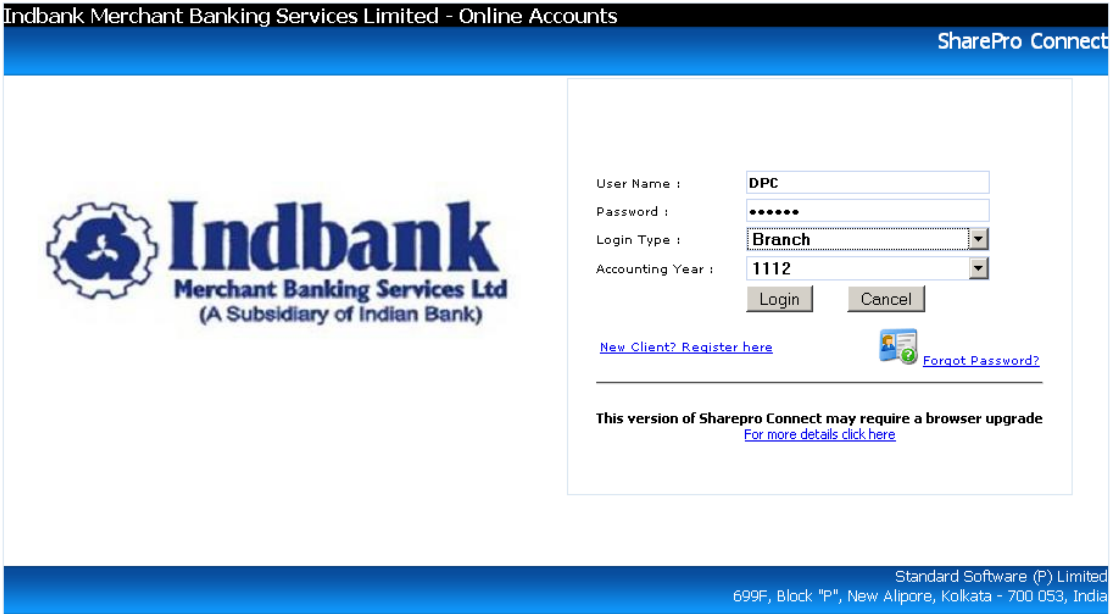 Indbank Merchant Banking Services Limited - Online Accounts
SharePro Connect
Indbank
Merchant Banking Services Ltd
(A Subsidiary of Indian Bank)
User Name :
DPC
Password :
••••••
Login Type :
Branch
Accounting Year :
1112
Login
Cancel
New Client? Register here
Forgot Password?
This version of Sharepro Connect may require a browser upgrade
For more details click here
Standard Software (P) Limited
699F, Block "P", New Alipore, Kolkata - 700 053, India